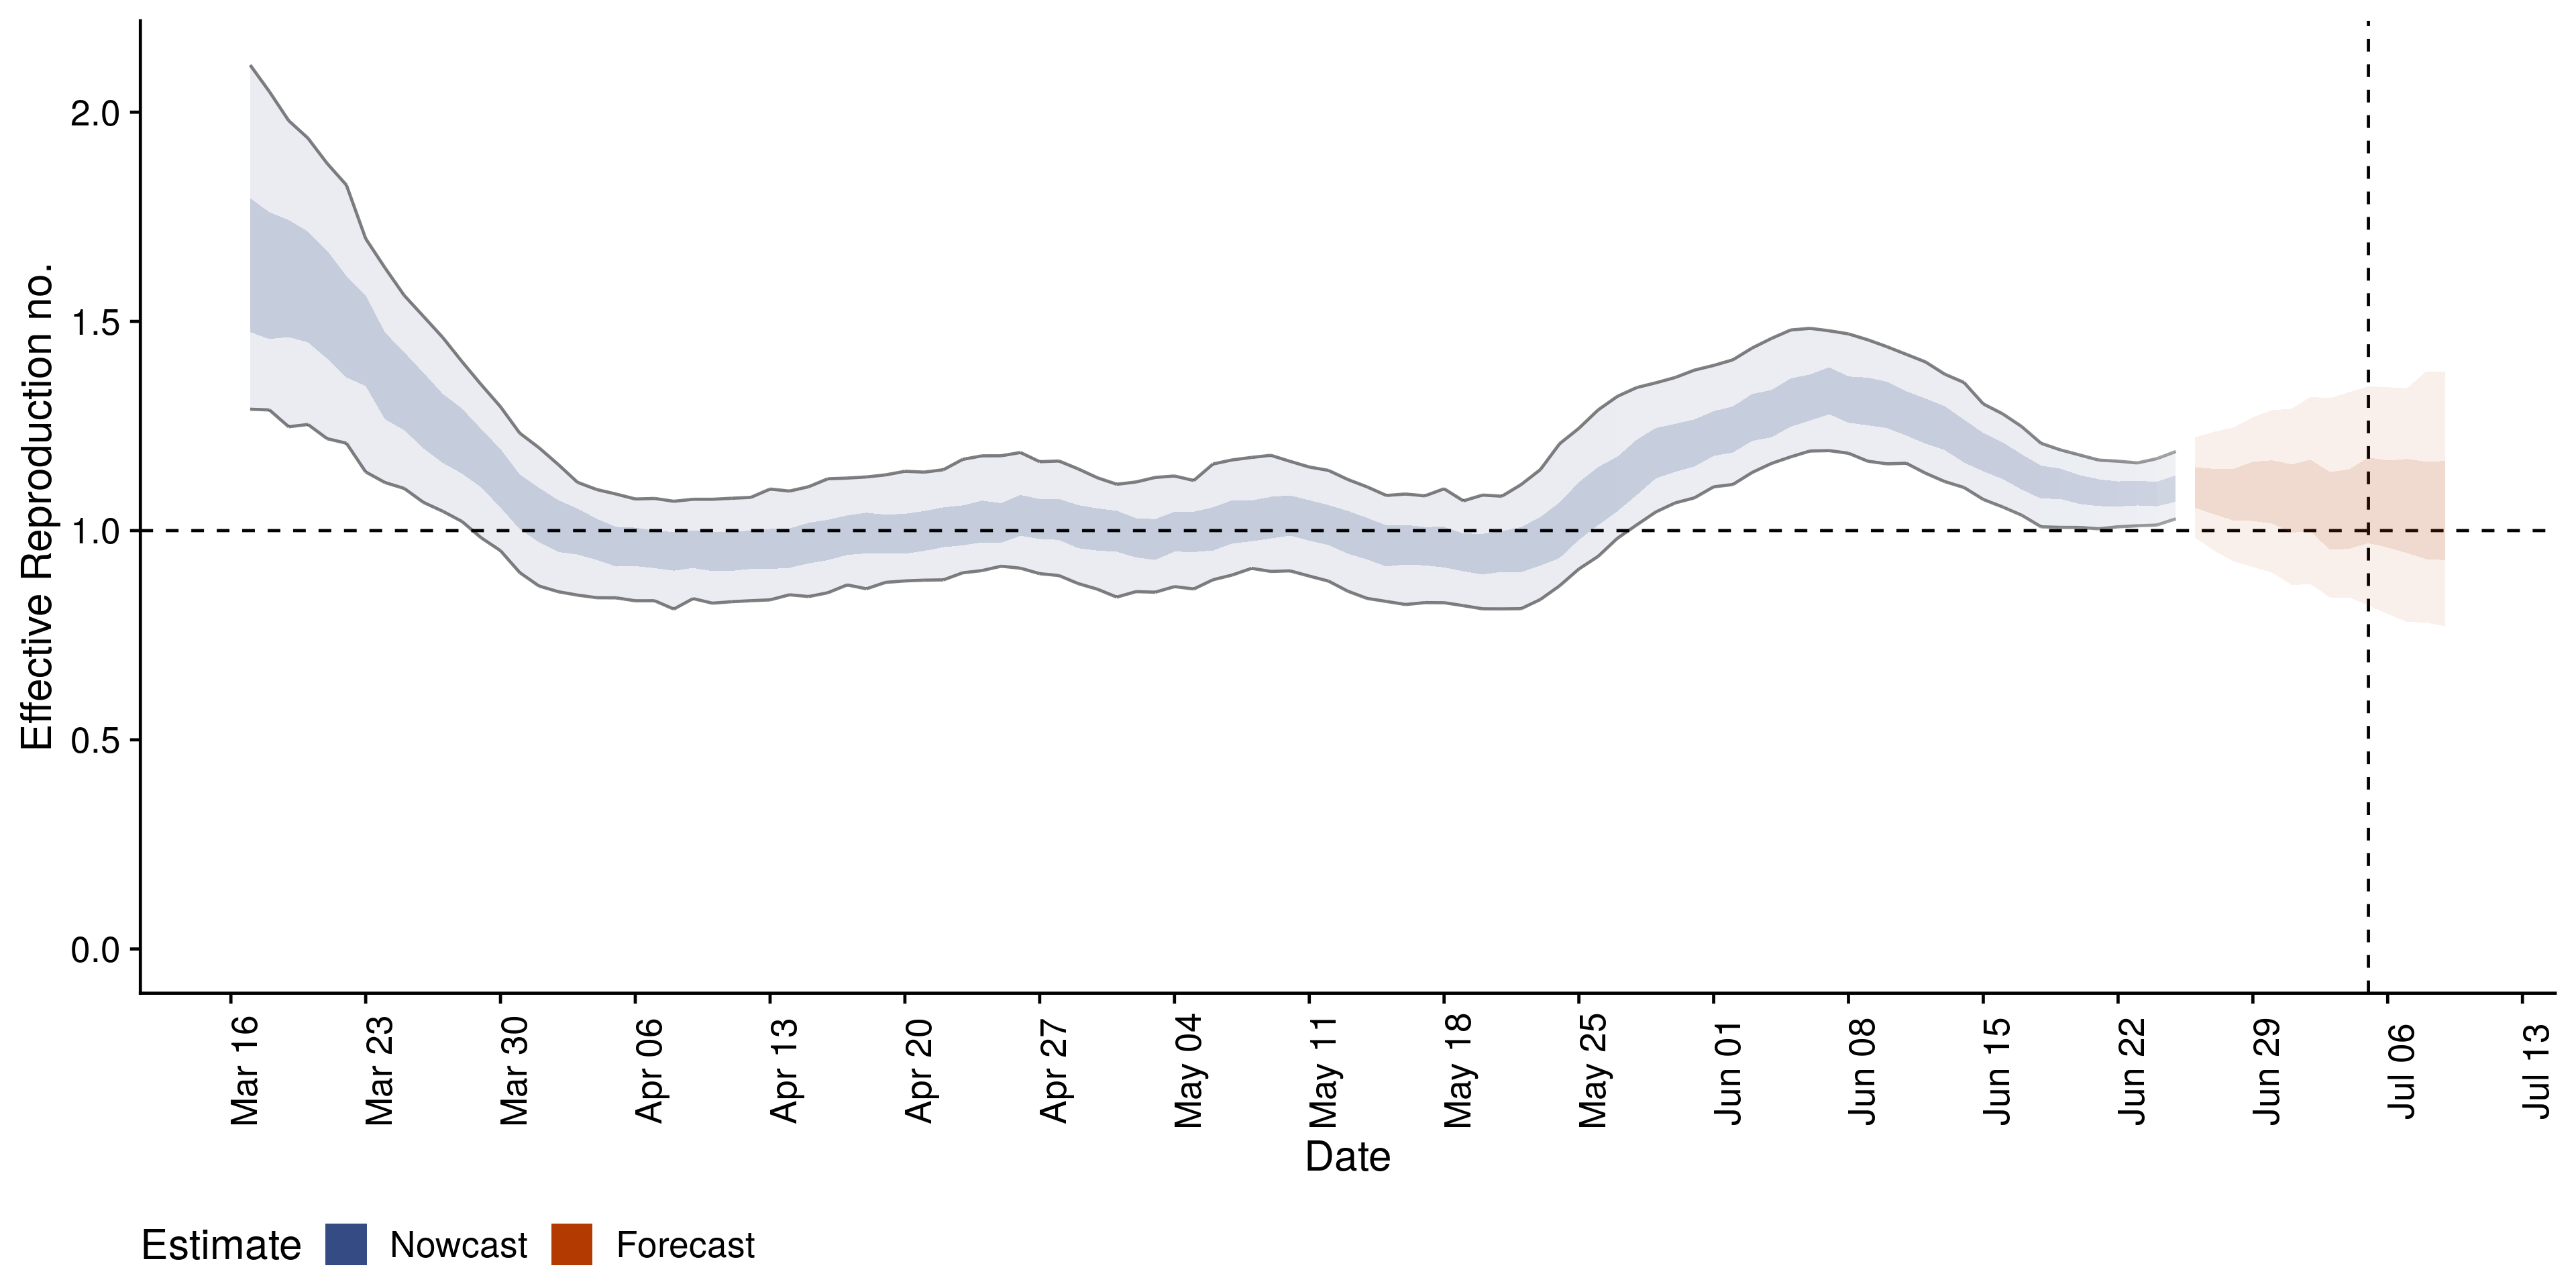 Effective Reproduction no.
2.0
1.5
1.0
0.5
0.0
Mar 16
Mar 23
Mar 30
Apr 06
Apr 13
Apr 20
Apr 27
May 04
May 11
May 18
May 25
Jun 01
Jun 08
Jun 15
Jun 22
Jun 29
Jul 06
Jul 13
Date
Estimate Nowcast Forecast